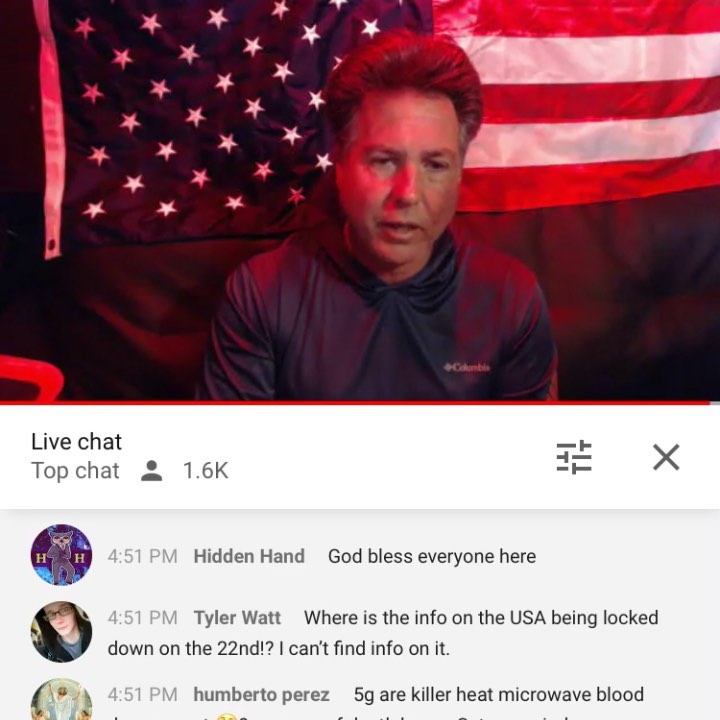 Columbia
Live chat
Top chat 1.6K
H H
4:51 PM Hidden Hand God bless everyone here
4:51 PM Tyler Watt Where is the info on the USA being locked
down on the 22nd!? I can't find info on it.
4:51 PM humberto perez 5g are killer heat microwave blood